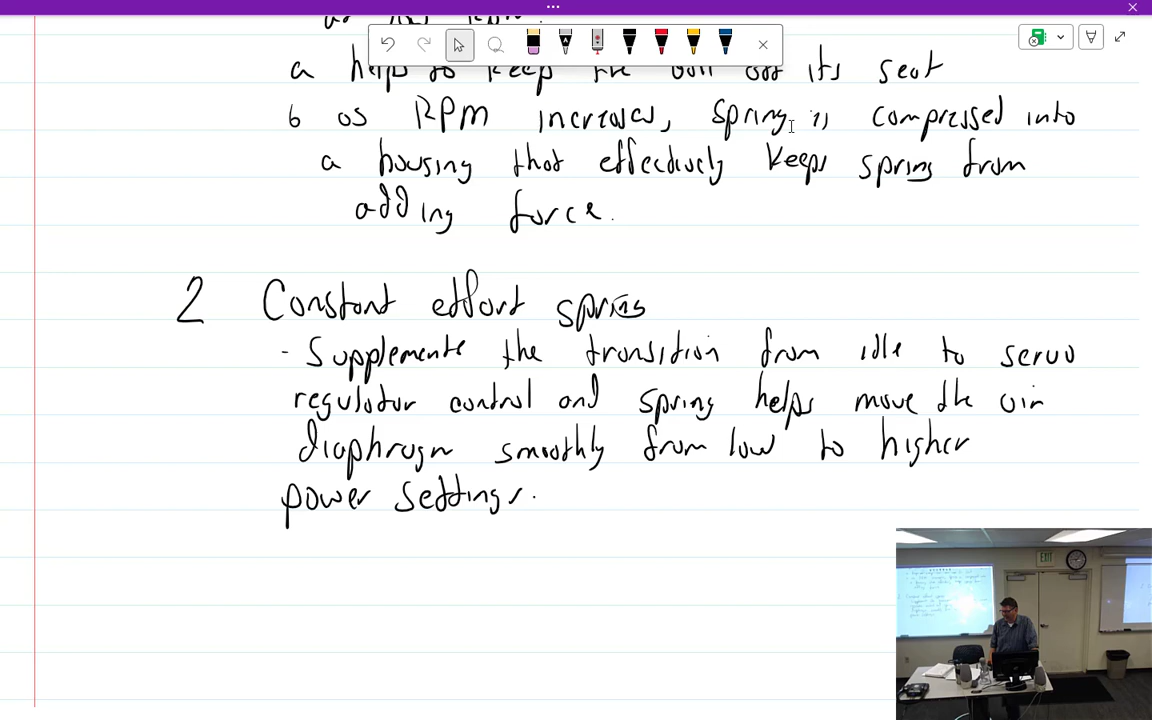 a helps to keep the ball off its seat
b as RPM increases, spring is compressed into
a housing that effectively keeps spring from
adding force.
2 Constant effort spring
- Supplements the transition from idle to servo
regulator control and spring helps move the air
diaphragm smoothly from low to higher
power settings.
EXIT